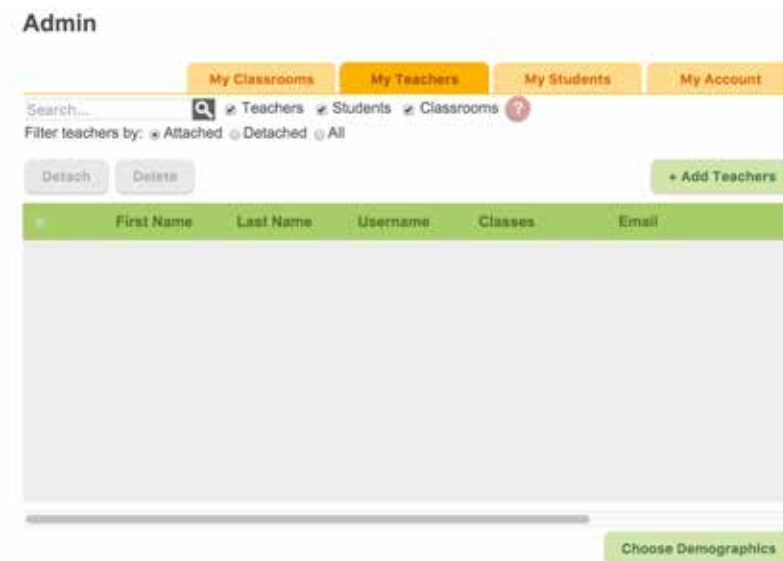 Admin
My Classrooms My Teachers My Students My Account
Search... Teachers Students Classrooms ?
Filter teachers by: Attached Detached All
Detach Delete + Add Teachers
First Name Last Name Username Classes Email
Choose Demographics